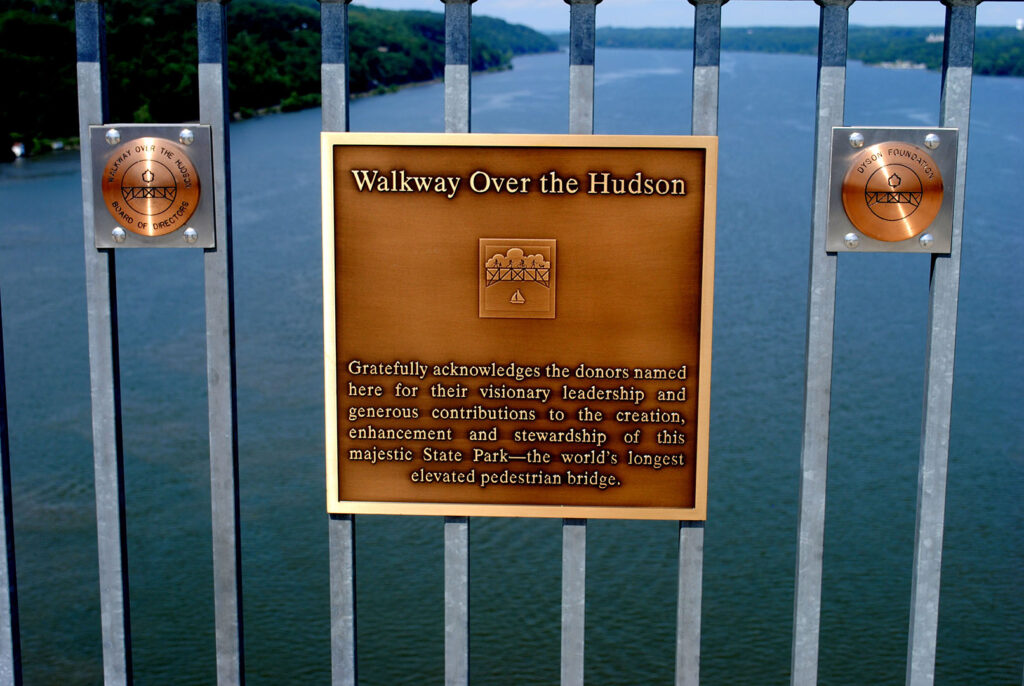 WALKWAY OVER THE HUDSON
BOARD OF DIRECTORS
Walkway Over the Hudson
Gratefully acknowledges the donors named
here for their visionary leadership and
generous contributions to the creation,
enhancement and stewardship of this
majestic State Park—the world's longest
elevated pedestrian bridge.
DYSON FOUNDATION